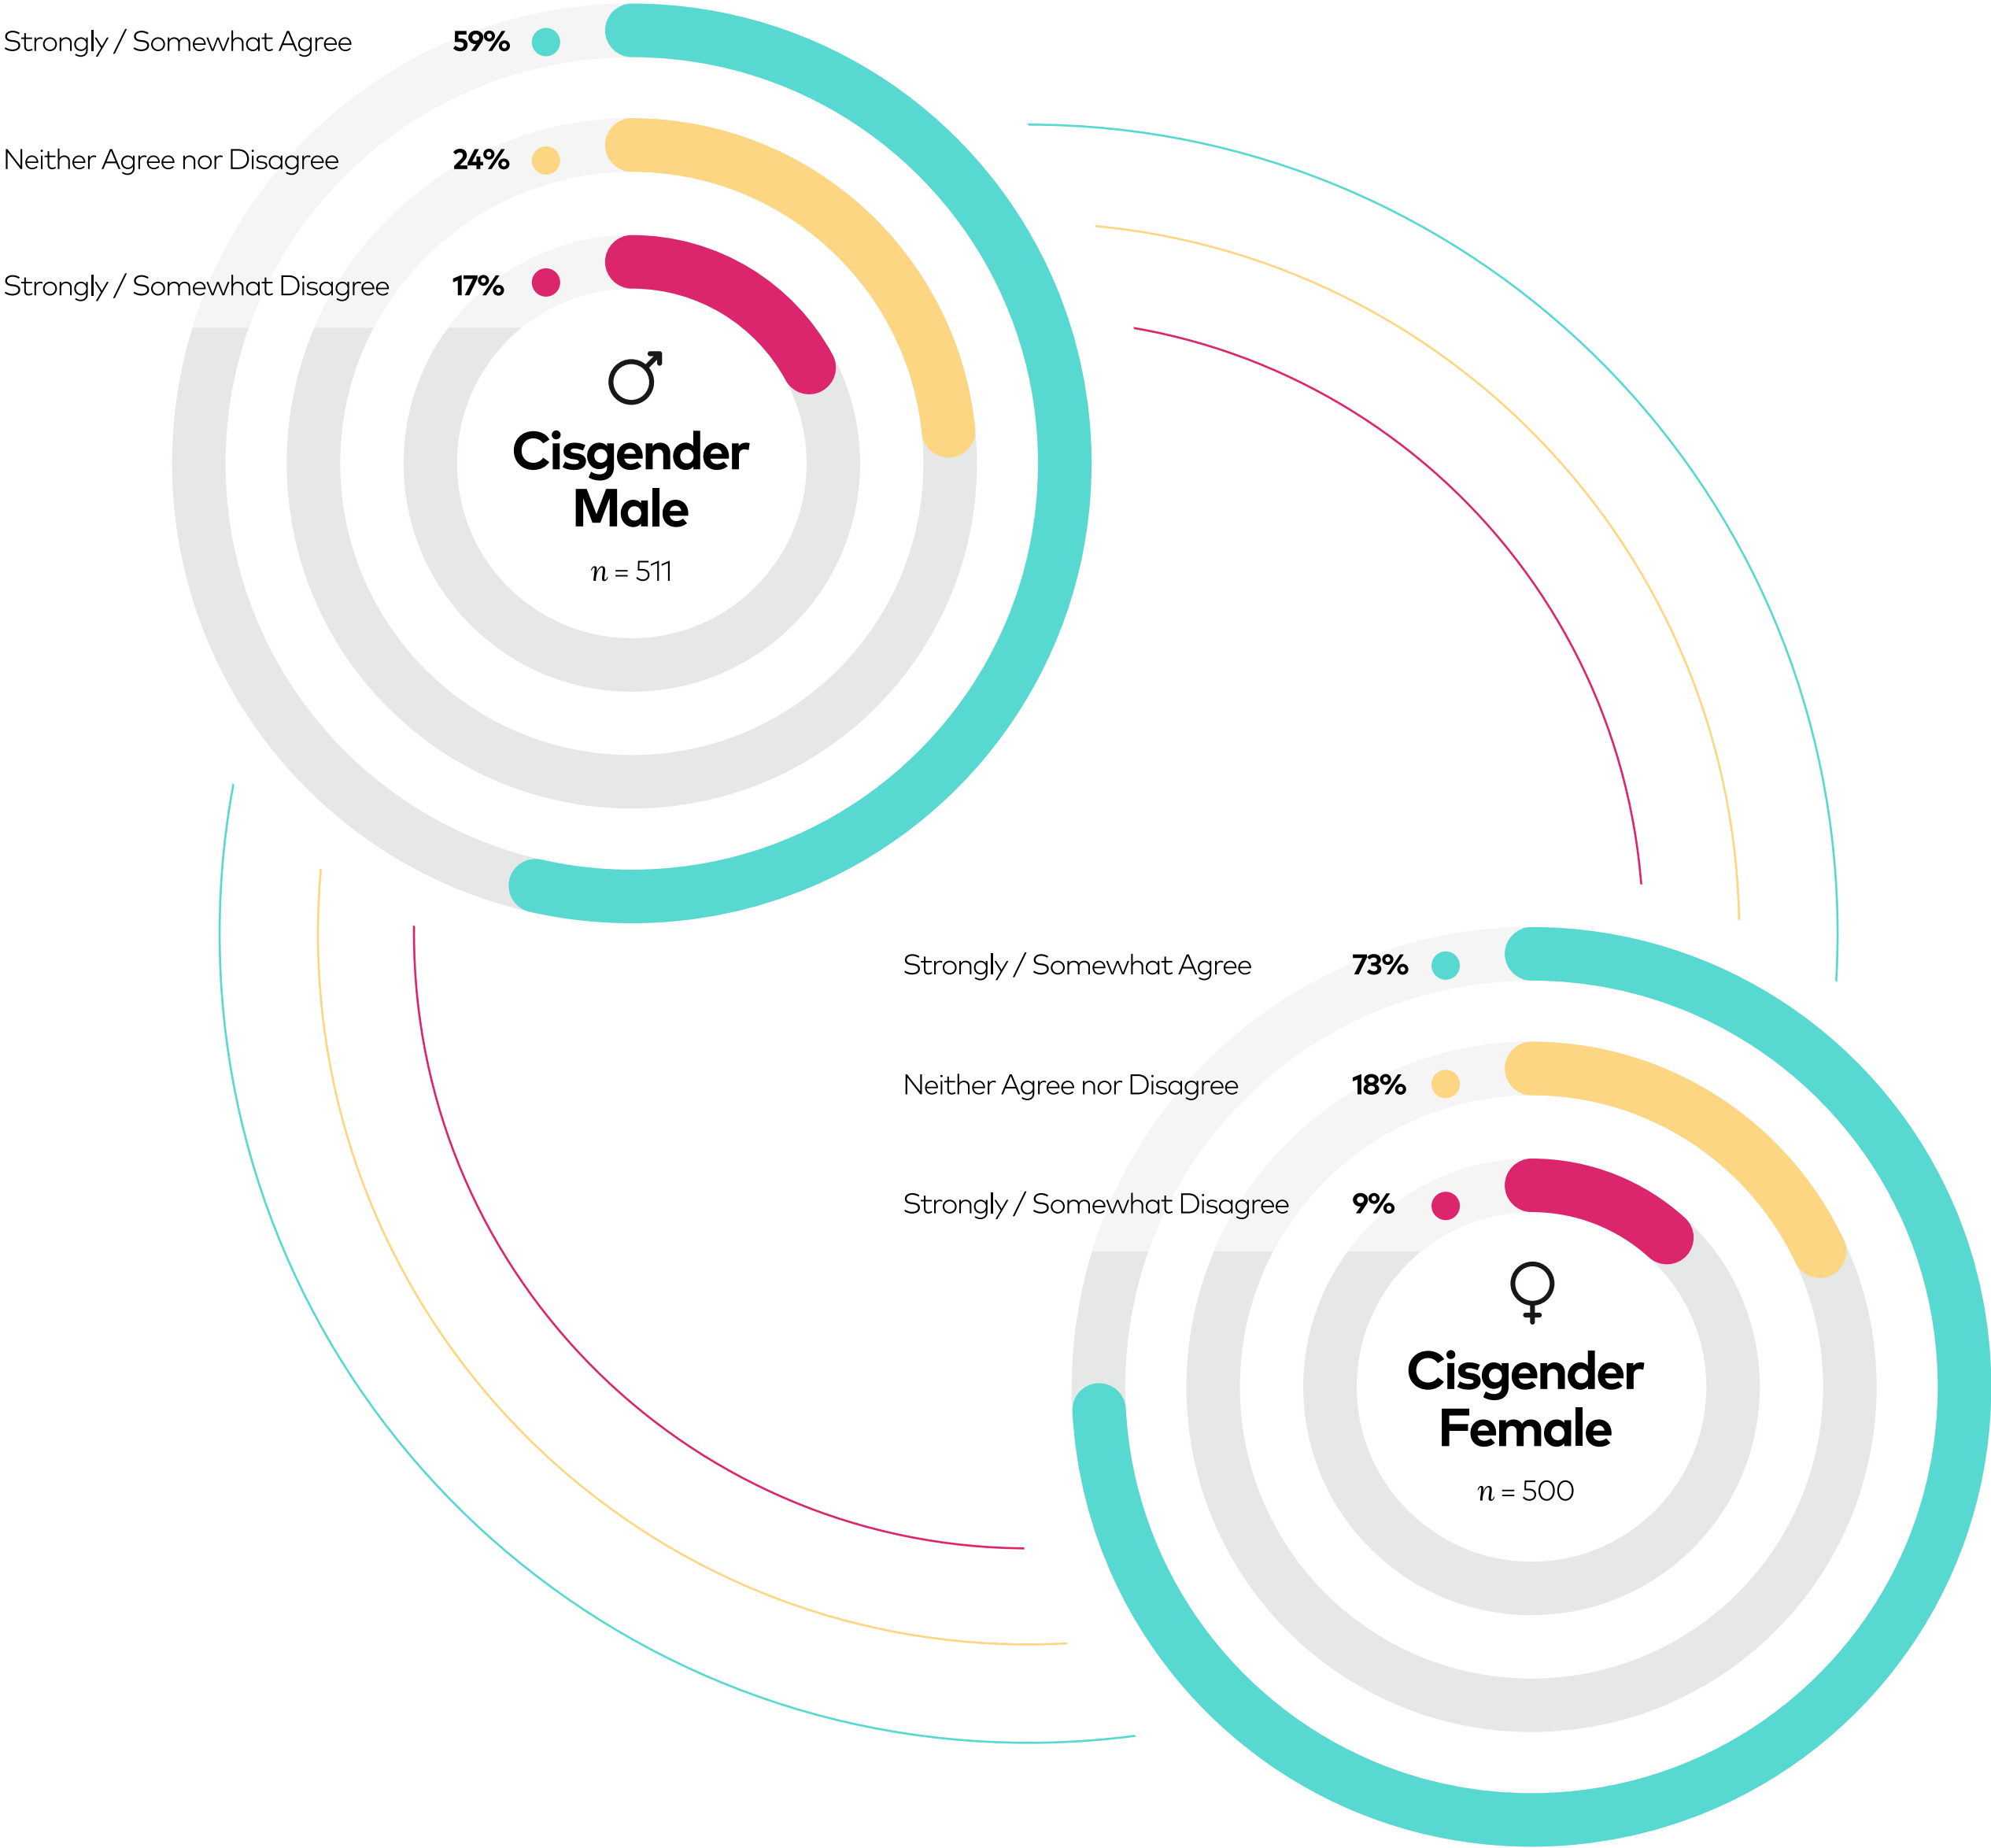 Strongly / Somewhat Agree 59%
Neither Agree nor Disagree 24%
Strongly / Somewhat Disagree 17%
Cisgender
Male
n = 511
Strongly / Somewhat Agree 73%
Neither Agree nor Disagree 18%
Strongly / Somewhat Disagree 9%
Cisgender
Female
n = 500